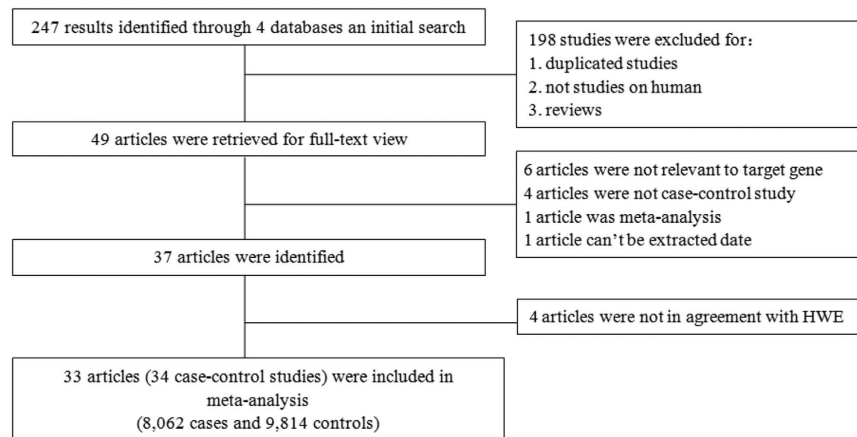 247 results identified through 4 databases an initial search
198 studies were excluded for:
1. duplicated studies
2. not studies on human
3. reviews
49 articles were retrieved for full-text view
6 articles were not relevant to target gene
4 articles were not case-control study
1 article was meta-analysis
1 article can't be extracted date
37 articles were identified
4 articles were not in agreement with HWE
33 articles (34 case-control studies) were included in
meta-analysis
(8,062 cases and 9,814 controls)